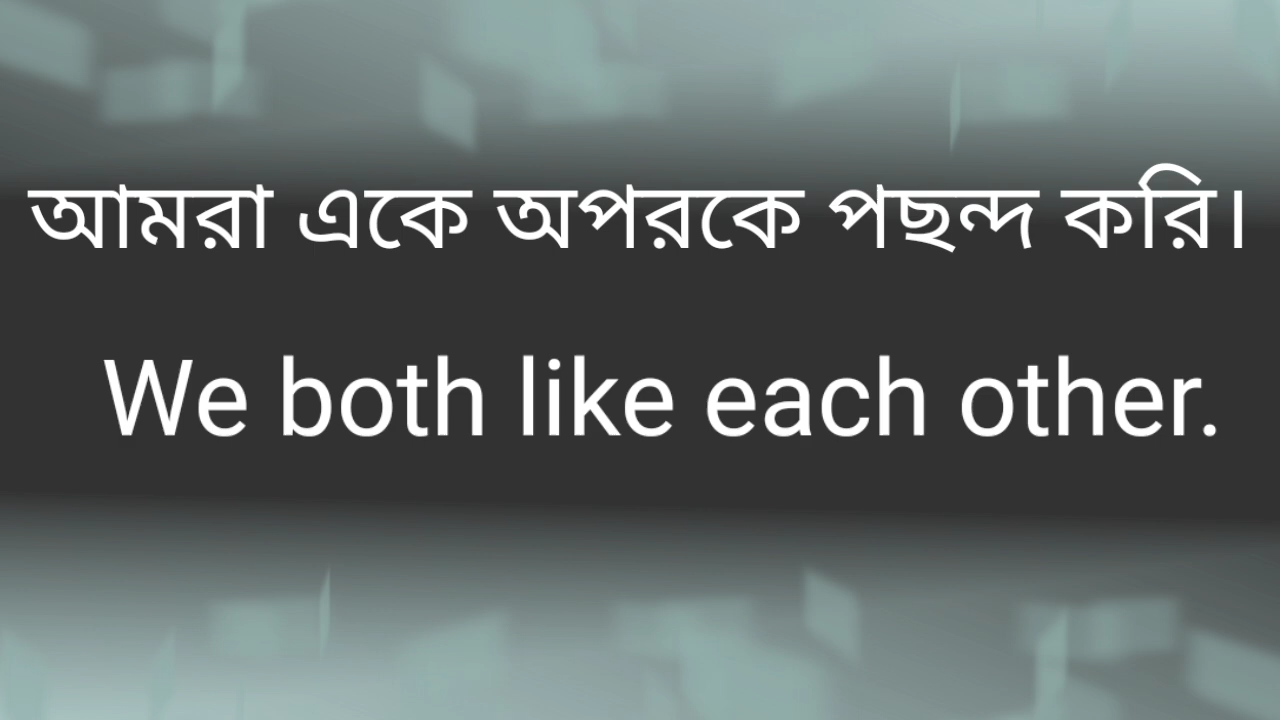 আমরা একে অপরকে পছন্দ করি।
We both like each other.